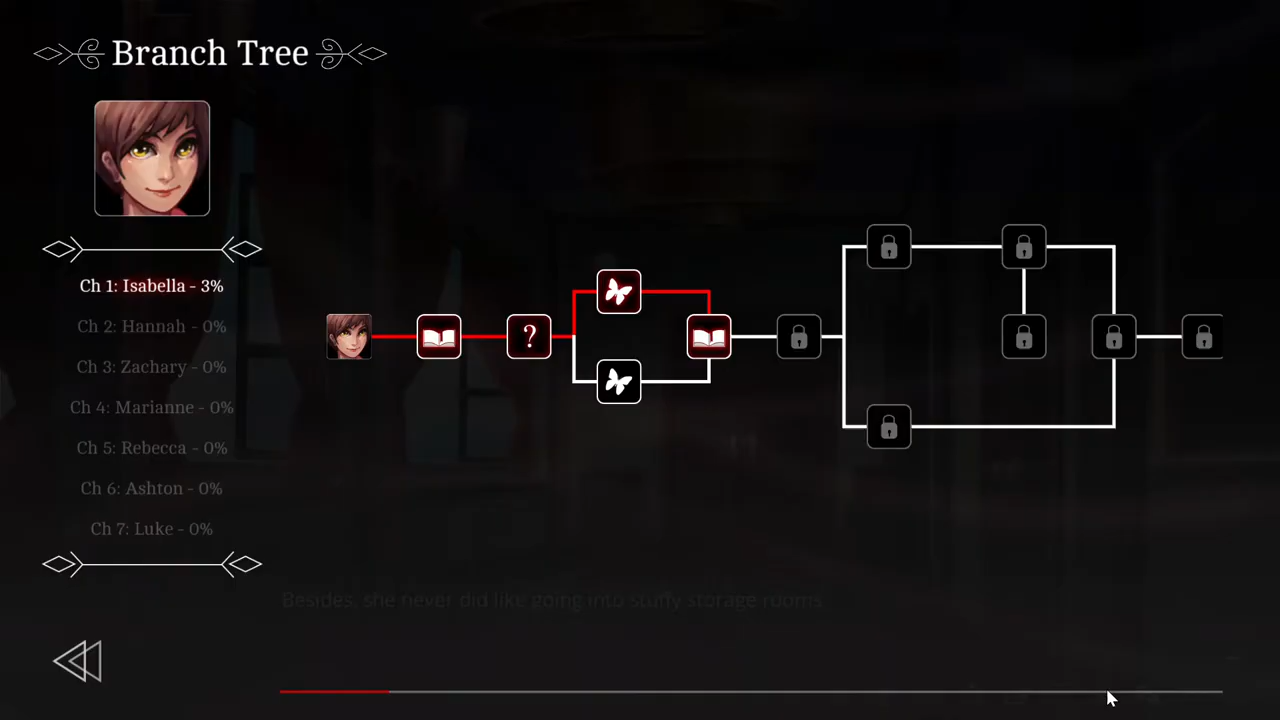 Branch Tree
Ch 1: Isabella - 3%
Ch 2: Hannah - 0%
Ch 3: Zachary - 0%
Ch 4: Marianne - 0%
Ch 5: Rebecca - 0%
Ch 6: Ashton - 0%
Ch 7: Luke - 0%
?
Besides, she never did like going into stuffy storage rooms.